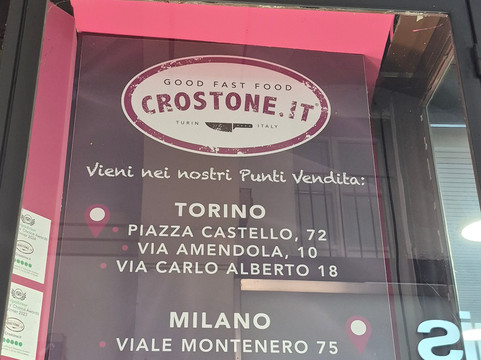 GOOD FAST FOOD
CROSTONE.IT
TURIN ITALY
Vieni nei nostri Punti Vendita:
TORINO
• PIAZZA CASTELLO, 72
• VIA AMENDOLA, 10
• VIA CARLO ALBERTO 18
MILANO
• VIALE MONTENERO 75